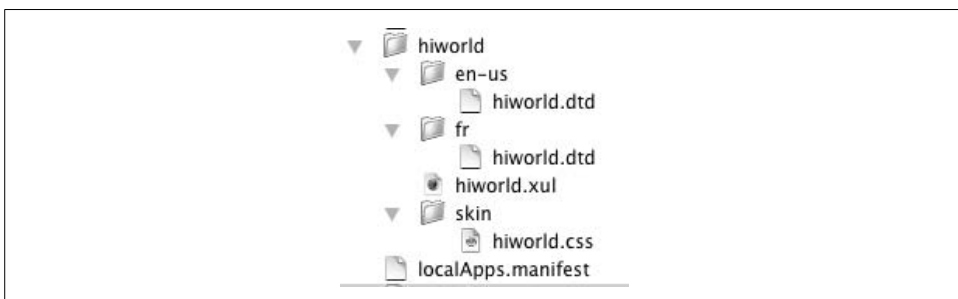 hiworld
en-us
hiworld.dtd
fr
hiworld.dtd
hiworld.xul
skin
hiworld.css
localApps.manifest